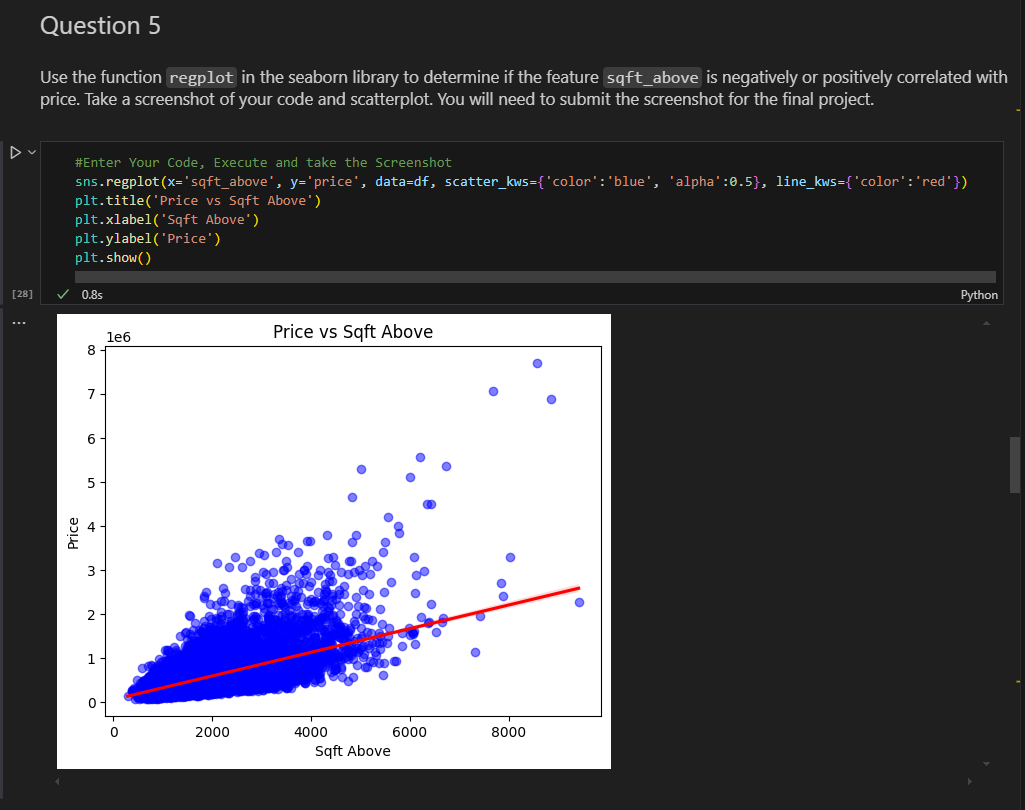 Question 5
Use the function regplot in the seaborn library to determine if the feature sqft_above is negatively or positively correlated with
price. Take a screenshot of your code and scatterplot. You will need to submit the screenshot for the final project.
#Enter Your Code, Execute and take the Screenshot
sns.regplot(x='sqft_above', y='price', data=df, scatter_kws={'color':'blue', 'alpha':0.5}, line_kws={'color':'red'})
plt.title('Price vs Sqft Above')
plt.xlabel('Sqft Above')
plt.ylabel('Price')
plt.show()
[28] 0.8s Python
Price vs Sqft Above
1e6
8
7
6
5
4
3
2
1
0
Price
0 2000 4000 6000 8000
Sqft Above